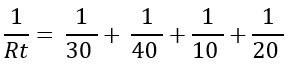 1/Rt = 1/30 + 1/40 + 1/10 + 1/20